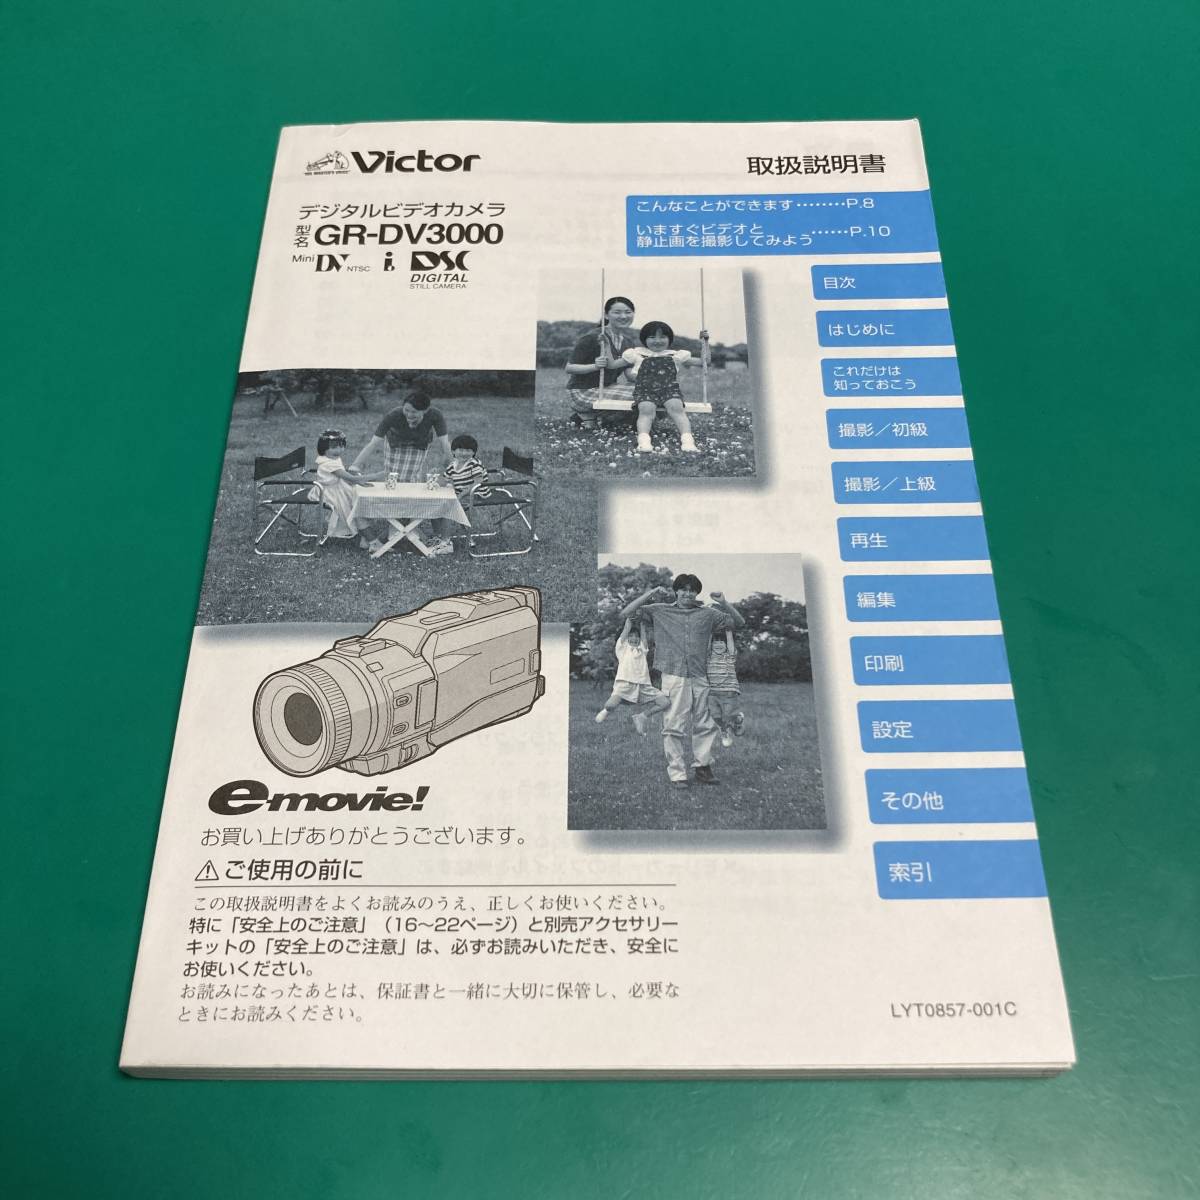 Victor
取扱説明書
デジタルビデオカメラ
型名 GR-DV3000
Mini DV NTSC i DSC
DIGITAL
STILL CAMERA
こんなことができます‥‥‥‥P.8
いますぐビデオと
静止画を撮影してみよう ‥‥‥P.10
目次
はじめに
これだけは
知っておこう
撮影／初級
撮影／上級
再生
編集
印刷
設定
その他
索引
e-movie!
お買い上げありがとうございます。
⚠ご使用の前に
この取扱説明書をよくお読みのうえ、正しくお使いください。
特に「安全上のご注意」（16～22ページ）と別売アクセサリー
キットの「安全上のご注意」は、必ずお読みいただき、安全に
お使いください。
お読みになったあとは、保証書と一緒に大切に保管し、必要な
ときにお読みください。
LYT0857-001C